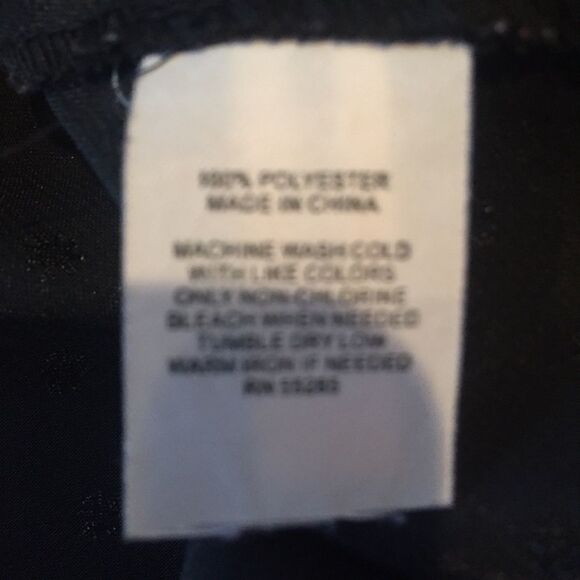 100% POLYESTER
MADE IN CHINA
MACHINE WASH COLD
WITH LIKE COLORS
ONLY NON-CHLORINE
BLEACH WHEN NEEDED
TUMBLE DRY LOW
WARM IRON IF NEEDED
RN